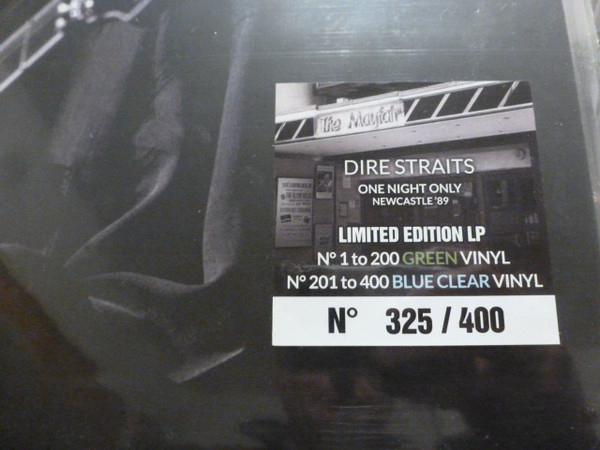 The Mayfair
DIRE STRAITS
ONE NIGHT ONLY
NEWCASTLE '89
LIMITED EDITION LP
N° 1 to 200 GREEN VINYL
N° 201 to 400 BLUE CLEAR VINYL
N° 325 / 400